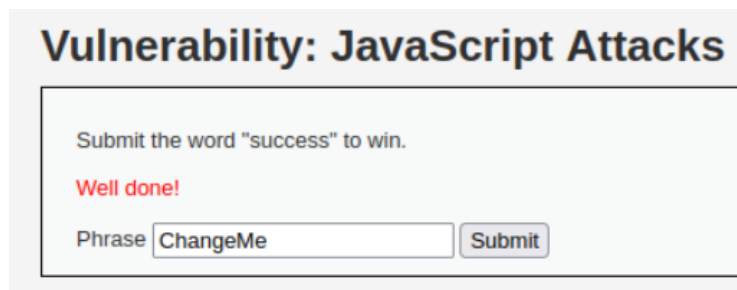 Vulnerability: JavaScript Attacks
Submit the word "success" to win.
Well done!
Phrase ChangeMe Submit